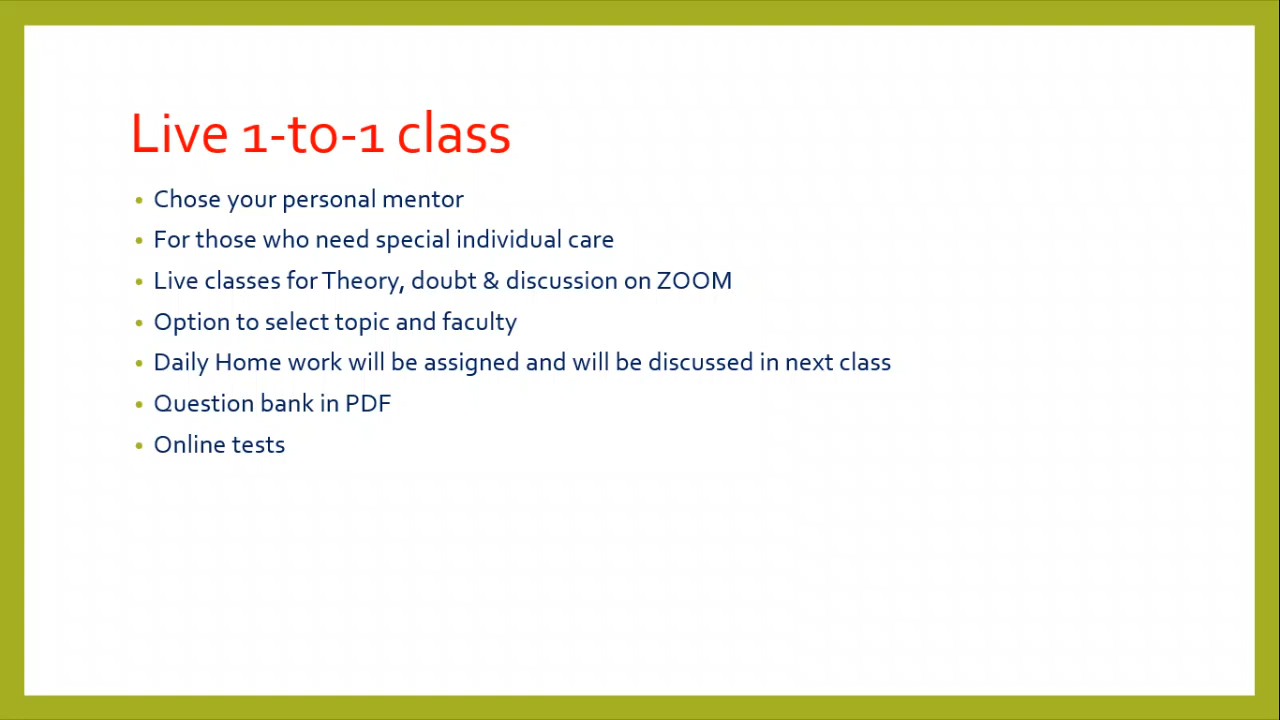 Live 1-to-1 class
• Chose your personal mentor
• For those who need special individual care
• Live classes for Theory, doubt & discussion on ZOOM
• Option to select topic and faculty
• Daily Home work will be assigned and will be discussed in next class
• Question bank in PDF
• Online tests